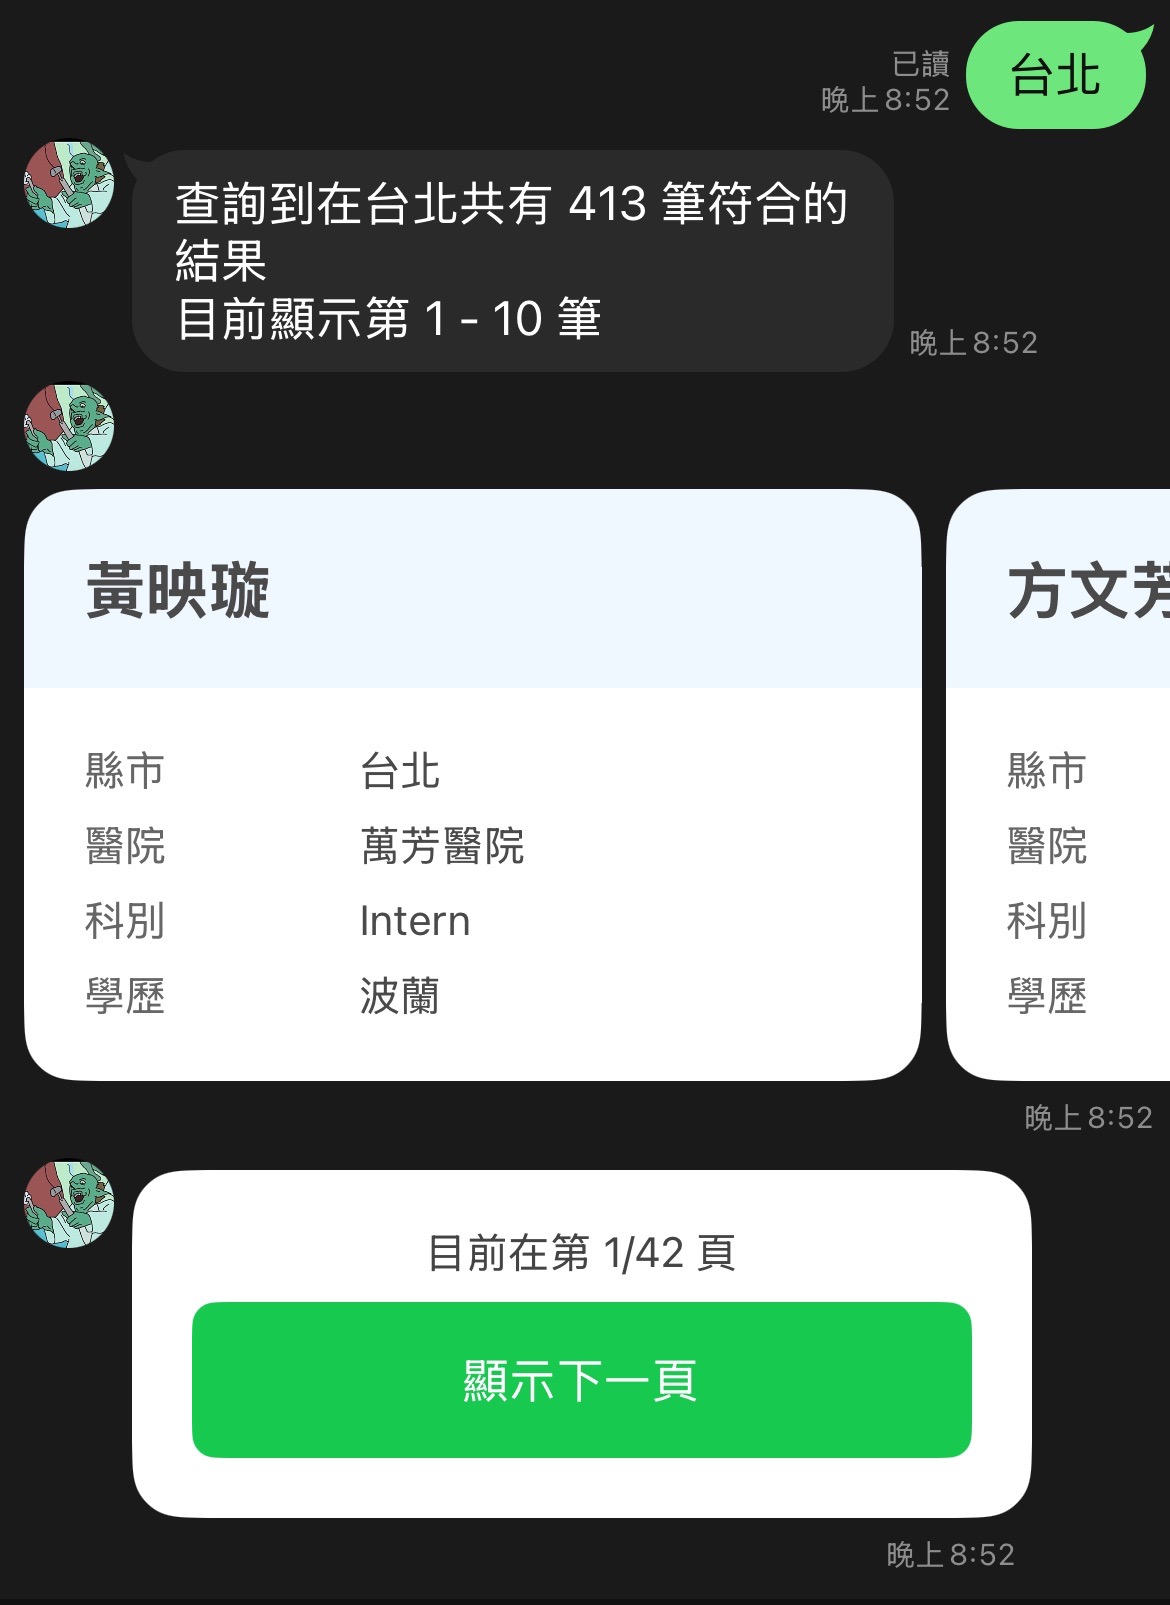 台北
已讀
晚上8:52
查詢到在台北共有 413 筆符合的
結果
目前顯示第 1 - 10 筆
晚上8:52
黃映璇
縣市 台北
醫院 萬芳醫院
科別 Intern
學歷 波蘭
方文芳
縣市
醫院
科別
學歷
晚上8:52
目前在第 1/42 頁
顯示下一頁
晚上8:52